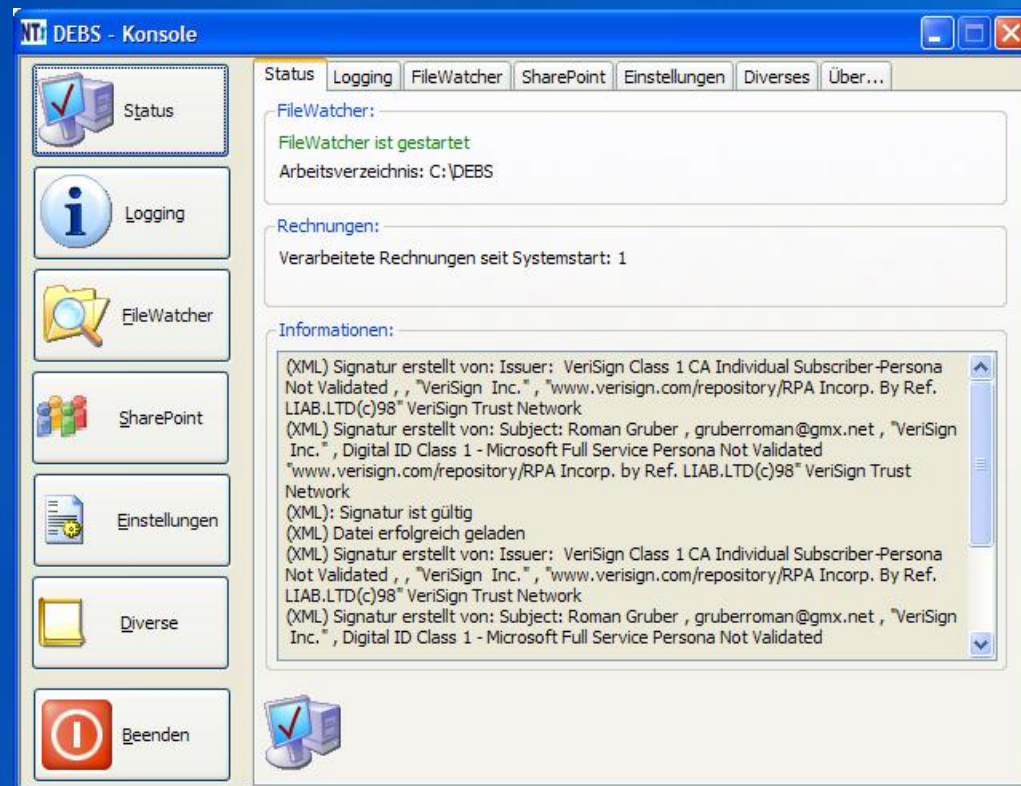 NT: DEBS - Konsole
Status
Logging
FileWatcher
SharePoint
Einstellungen
Diverse
Beenden
Status Logging FileWatcher SharePoint Einstellungen Diverses Über...
FileWatcher:
FileWatcher ist gestartet
Arbeitsverzeichnis: C:\DEBS
Rechnungen:
Verarbeitete Rechnungen seit Systemstart: 1
Informationen:
(XML) Signatur erstellt von: Issuer: VeriSign Class 1 CA Individual Subscriber-Persona
Not Validated , , "VeriSign Inc." , "www.verisign.com/repository/RPA Incorp. By Ref.
LIAB.LTD(c)98" VeriSign Trust Network
(XML) Signatur erstellt von: Subject: Roman Gruber , gruberroman@gmx.net , "VeriSign
Inc." , Digital ID Class 1 - Microsoft Full Service Persona Not Validated
"www.verisign.com/repository/RPA Incorp. by Ref. LIAB.LTD(c)98" VeriSign Trust
Network
(XML): Signatur ist gültig
(XML) Datei erfolgreich geladen
(XML) Signatur erstellt von: Issuer: VeriSign Class 1 CA Individual Subscriber-Persona
Not Validated , , "VeriSign Inc." , "www.verisign.com/repository/RPA Incorp. By Ref.
LIAB.LTD(c)98" VeriSign Trust Network
(XML) Signatur erstellt von: Subject: Roman Gruber , gruberroman@gmx.net , "VeriSign
Inc." , Digital ID Class 1 - Microsoft Full Service Persona Not Validated